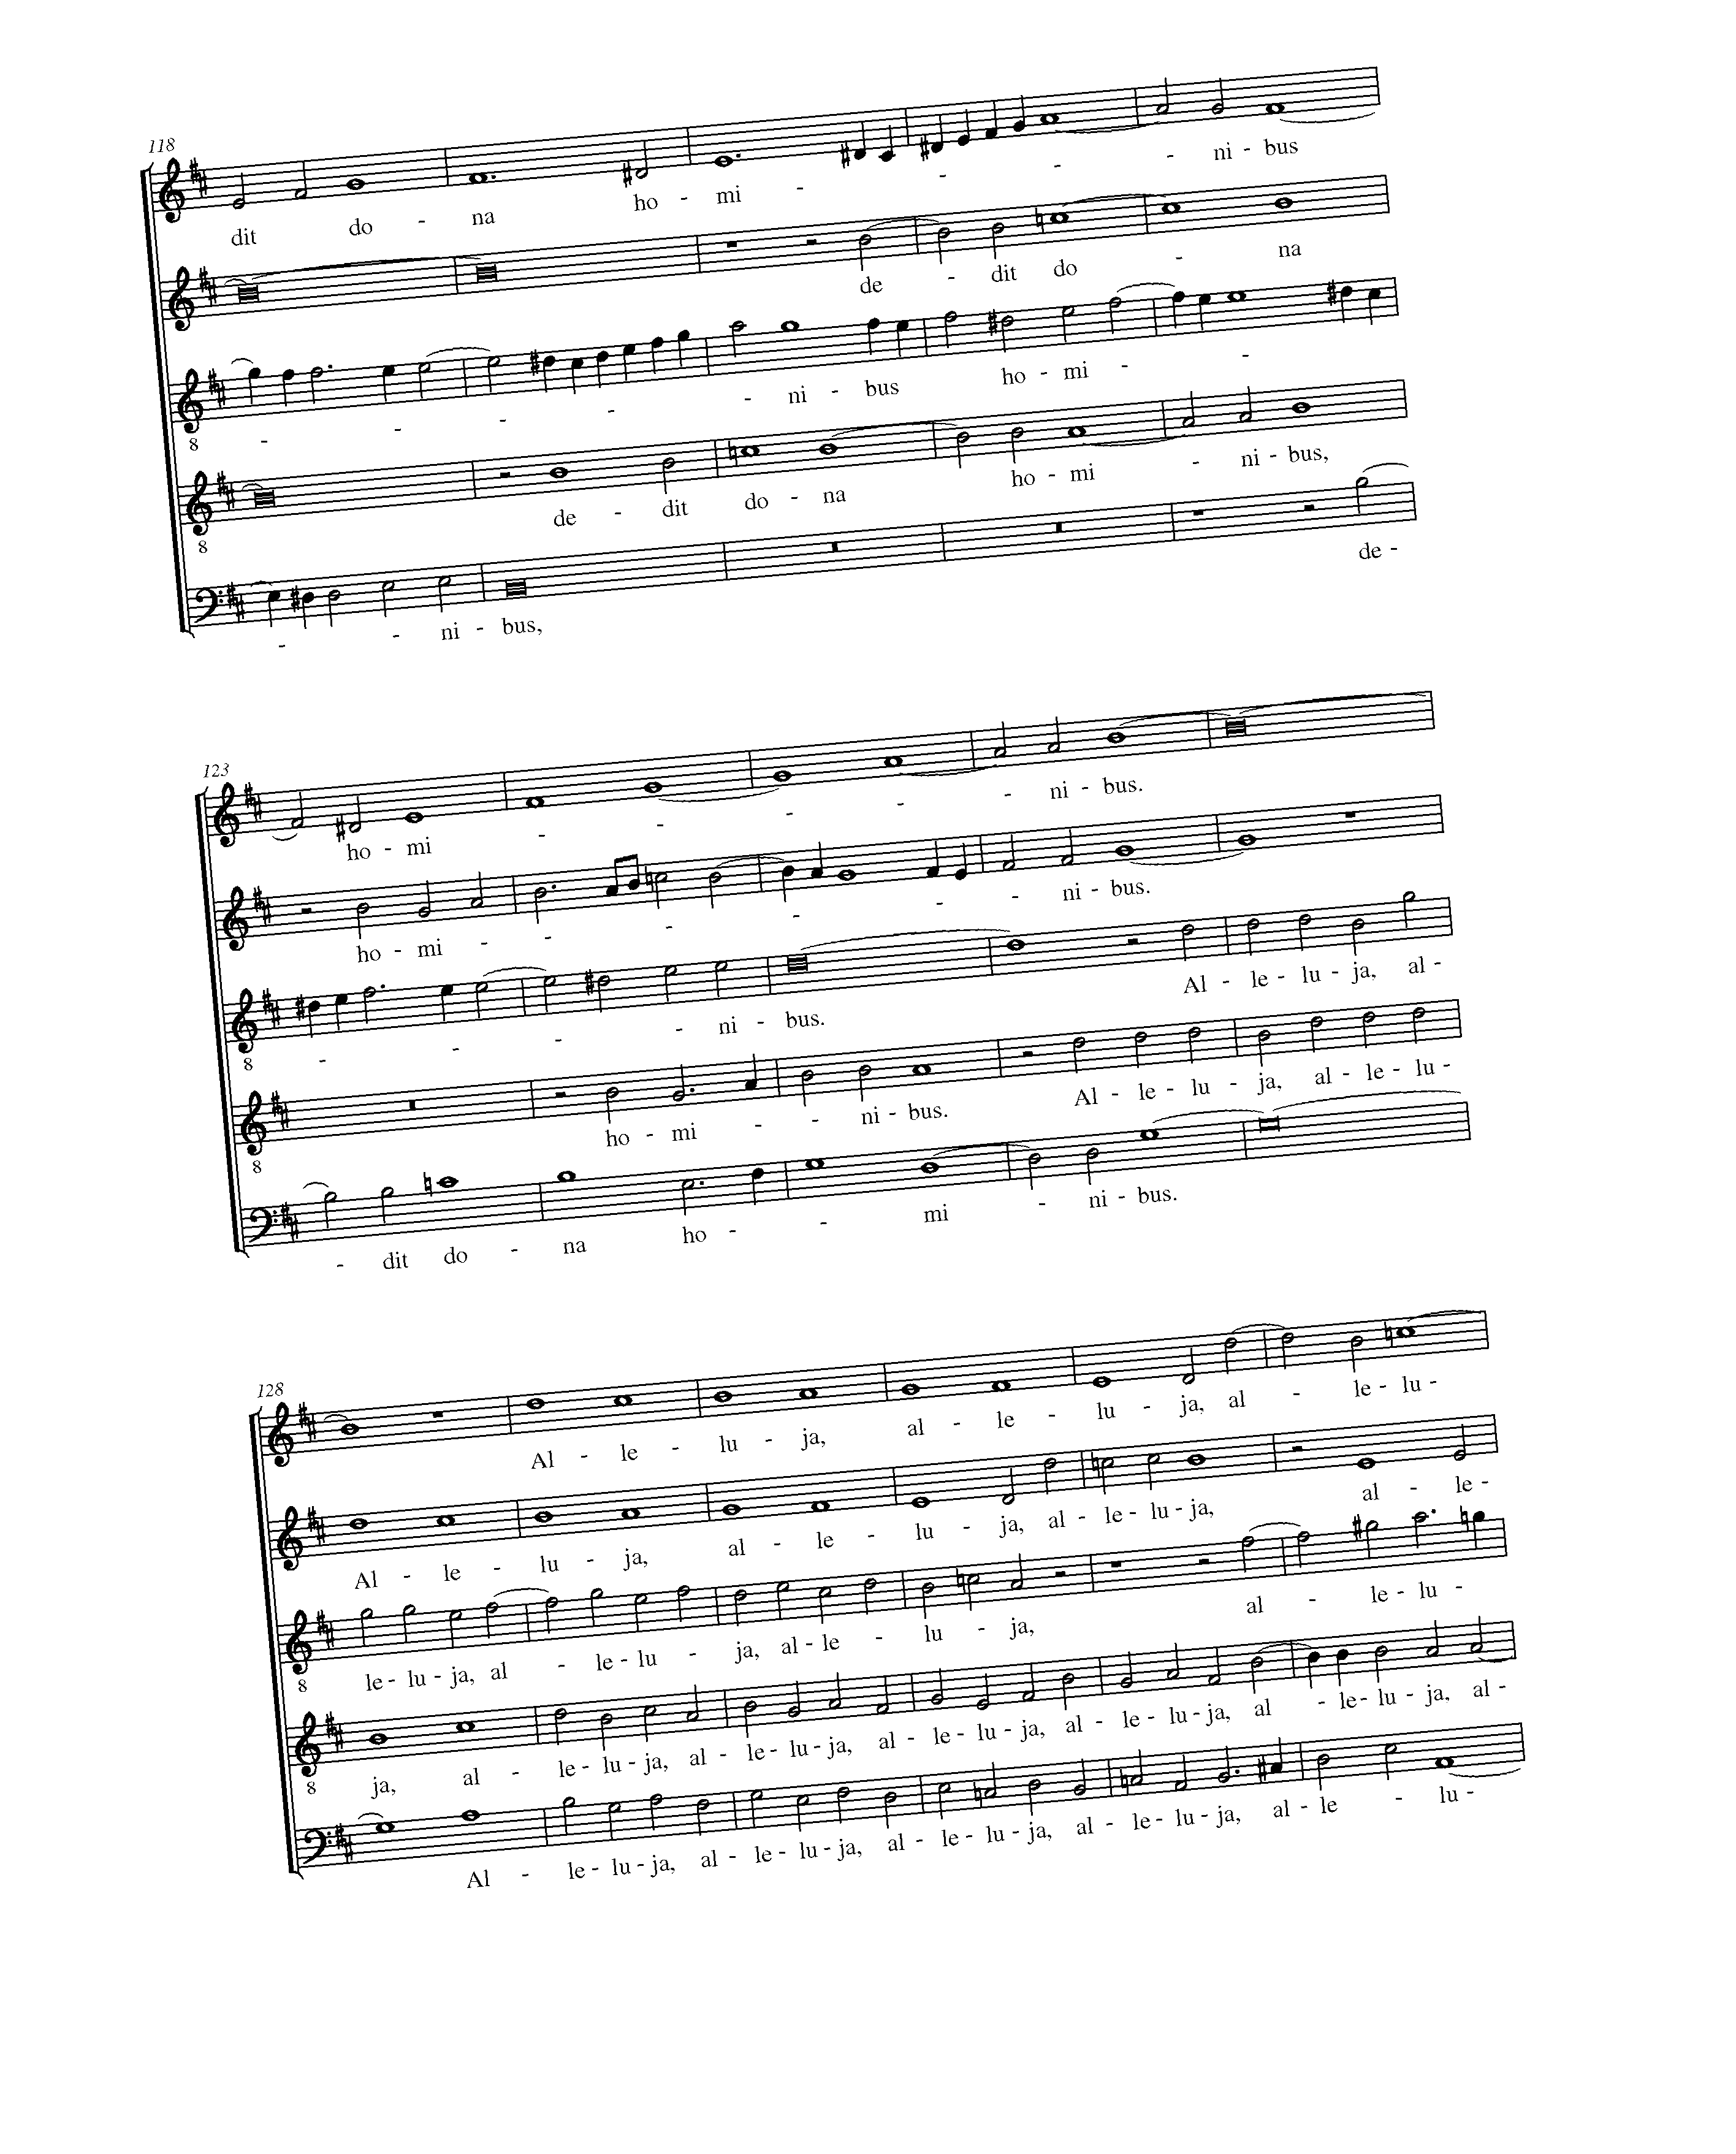 118
dit do - na ho - mi - - - - ni - bus
de - dit do - na
- - - - - ni - bus ho - mi - -
8
de - dit do - na ho - mi - ni - bus,
8
- - ni - bus, de -
123
ho - mi - - - - - ni - bus.
ho - mi - - - - - - ni - bus.
- - - - ni - bus. Al - le - lu - ja, al -
8
ho - mi - - ni - bus. Al - le - lu - ja, al - le - lu -
8
- dit do - na ho - - mi - ni - bus.
128
Al - le - lu - ja, al - le - lu - ja, al - le - lu -
Al - le - lu - ja, al - le - lu - ja, al - le - lu - ja, al - le -
le - lu - ja, al - le - lu - ja, al - le - lu - ja, al - le - lu -
8
ja, al - le - lu - ja, al - le - lu - ja, al - le - lu - ja, al - le - lu - ja, al - le - lu - ja, al -
8
Al - le - lu - ja, al - le - lu - ja, al - le - lu - ja, al - le - lu - ja, al - le - lu -